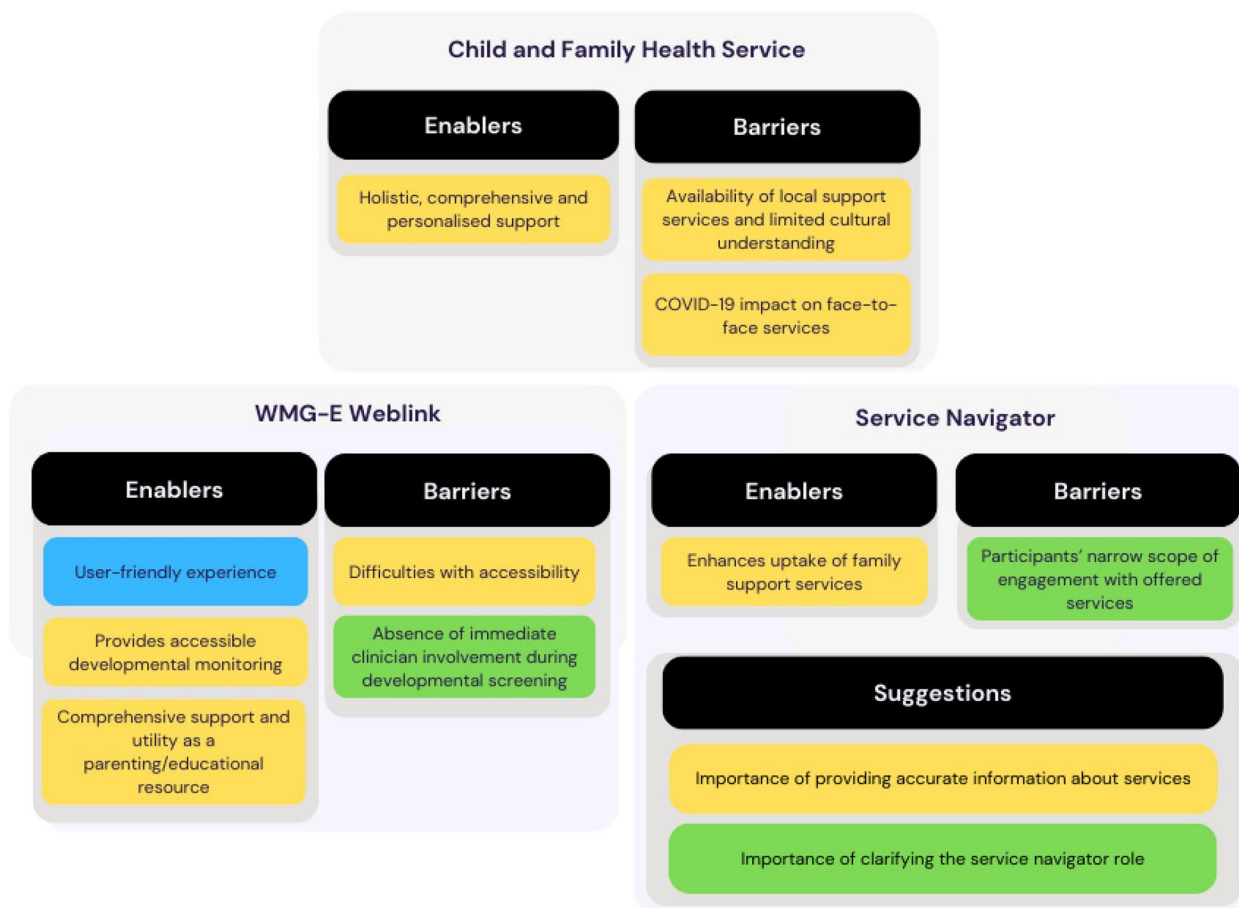 Child and Family Health Service
Enablers
Holistic, comprehensive and
personalised support
Barriers
Availability of local support
services and limited cultural
understanding
COVID-19 impact on face-to-
face services
WMG-E Weblink
Enablers
User-friendly experience
Provides accessible
developmental monitoring
Comprehensive support and
utility as a
parenting/educational
resource
Barriers
Difficulties with accessibility
Absence of immediate
clinician involvement during
developmental screening
Service Navigator
Enablers
Enhances uptake of family
support services
Barriers
Participants’ narrow scope of
engagement with offered
services
Suggestions
Importance of providing accurate information about services
Importance of clarifying the service navigator role